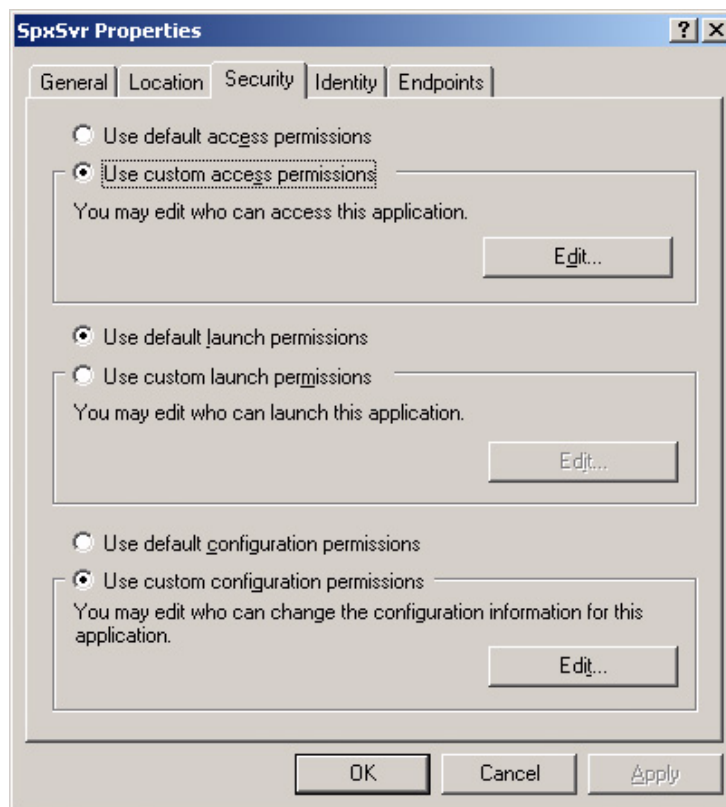 SpxSvr Properties
General Location Security Identity Endpoints
Use default access permissions
Use custom access permissions
You may edit who can access this application.
Edit...
Use default launch permissions
Use custom launch permissions
You may edit who can launch this application.
Edit...
Use default configuration permissions
Use custom configuration permissions
You may edit who can change the configuration information for this
application.
Edit...
OK Cancel Apply